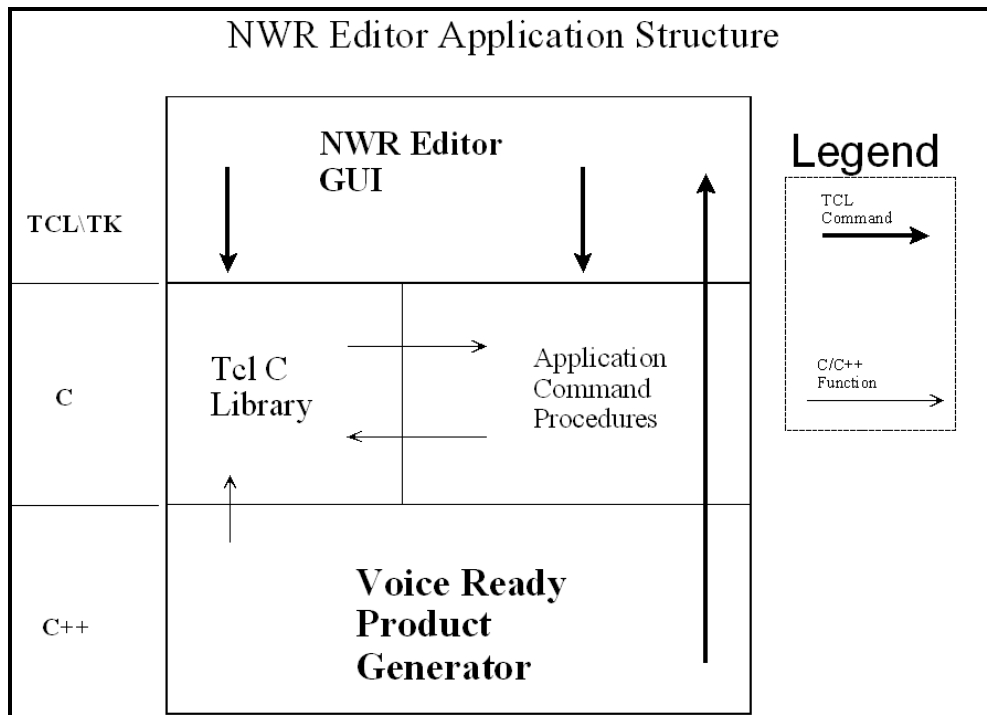 NWR Editor Application Structure
NWR Editor
GUI
Legend
TCL
Command
TCL\TK
C
Tcl C
Library
Application
Command
Procedures
C/C++
Function
C++
Voice Ready
Product
Generator